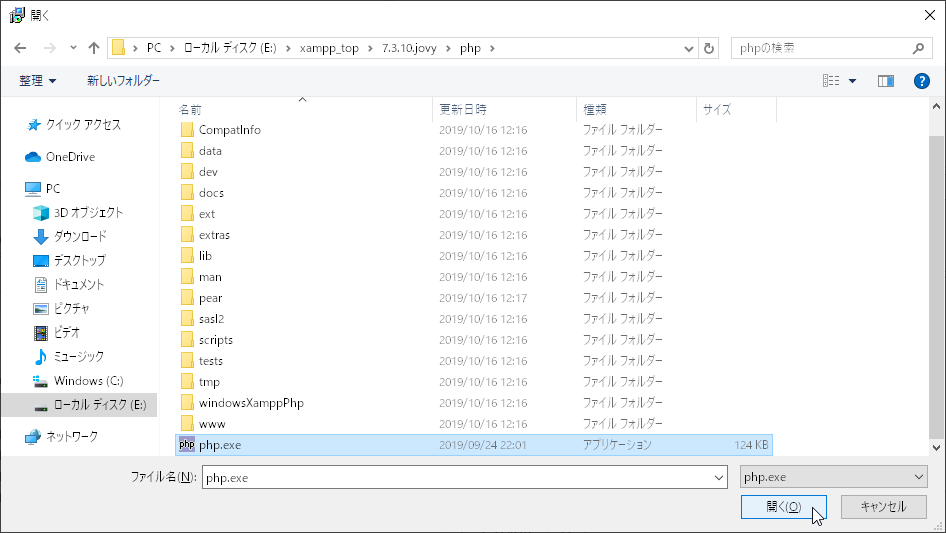 開く
PC > ローカル ディスク (E:) > xampp_top > 7.3.10.jovy > php >
phpの検索
整理
新しいフォルダー
名前 更新日時 種類 サイズ
クイック アクセス
OneDrive
PC
3D オブジェクト
ダウンロード
デスクトップ
ドキュメント
ピクチャ
ビデオ
ミュージック
Windows (C:)
ローカル ディスク (E:)
ネットワーク
CompatInfo 2019/10/16 12:16 ファイル フォルダー
data 2019/10/16 12:16 ファイル フォルダー
dev 2019/10/16 12:16 ファイル フォルダー
docs 2019/10/16 12:16 ファイル フォルダー
ext 2019/10/16 12:16 ファイル フォルダー
extras 2019/10/16 12:16 ファイル フォルダー
lib 2019/10/16 12:16 ファイル フォルダー
man 2019/10/16 12:16 ファイル フォルダー
pear 2019/10/16 12:17 ファイル フォルダー
sasl2 2019/10/16 12:16 ファイル フォルダー
scripts 2019/10/16 12:16 ファイル フォルダー
tests 2019/10/16 12:16 ファイル フォルダー
tmp 2019/10/16 12:16 ファイル フォルダー
windowsXamppPhp 2019/10/16 12:16 ファイル フォルダー
www 2019/10/16 12:16 ファイル フォルダー
php php.exe 2019/09/24 22:01 アプリケーション 124 KB
ファイル名(N): php.exe php.exe
開く(O) キャンセル